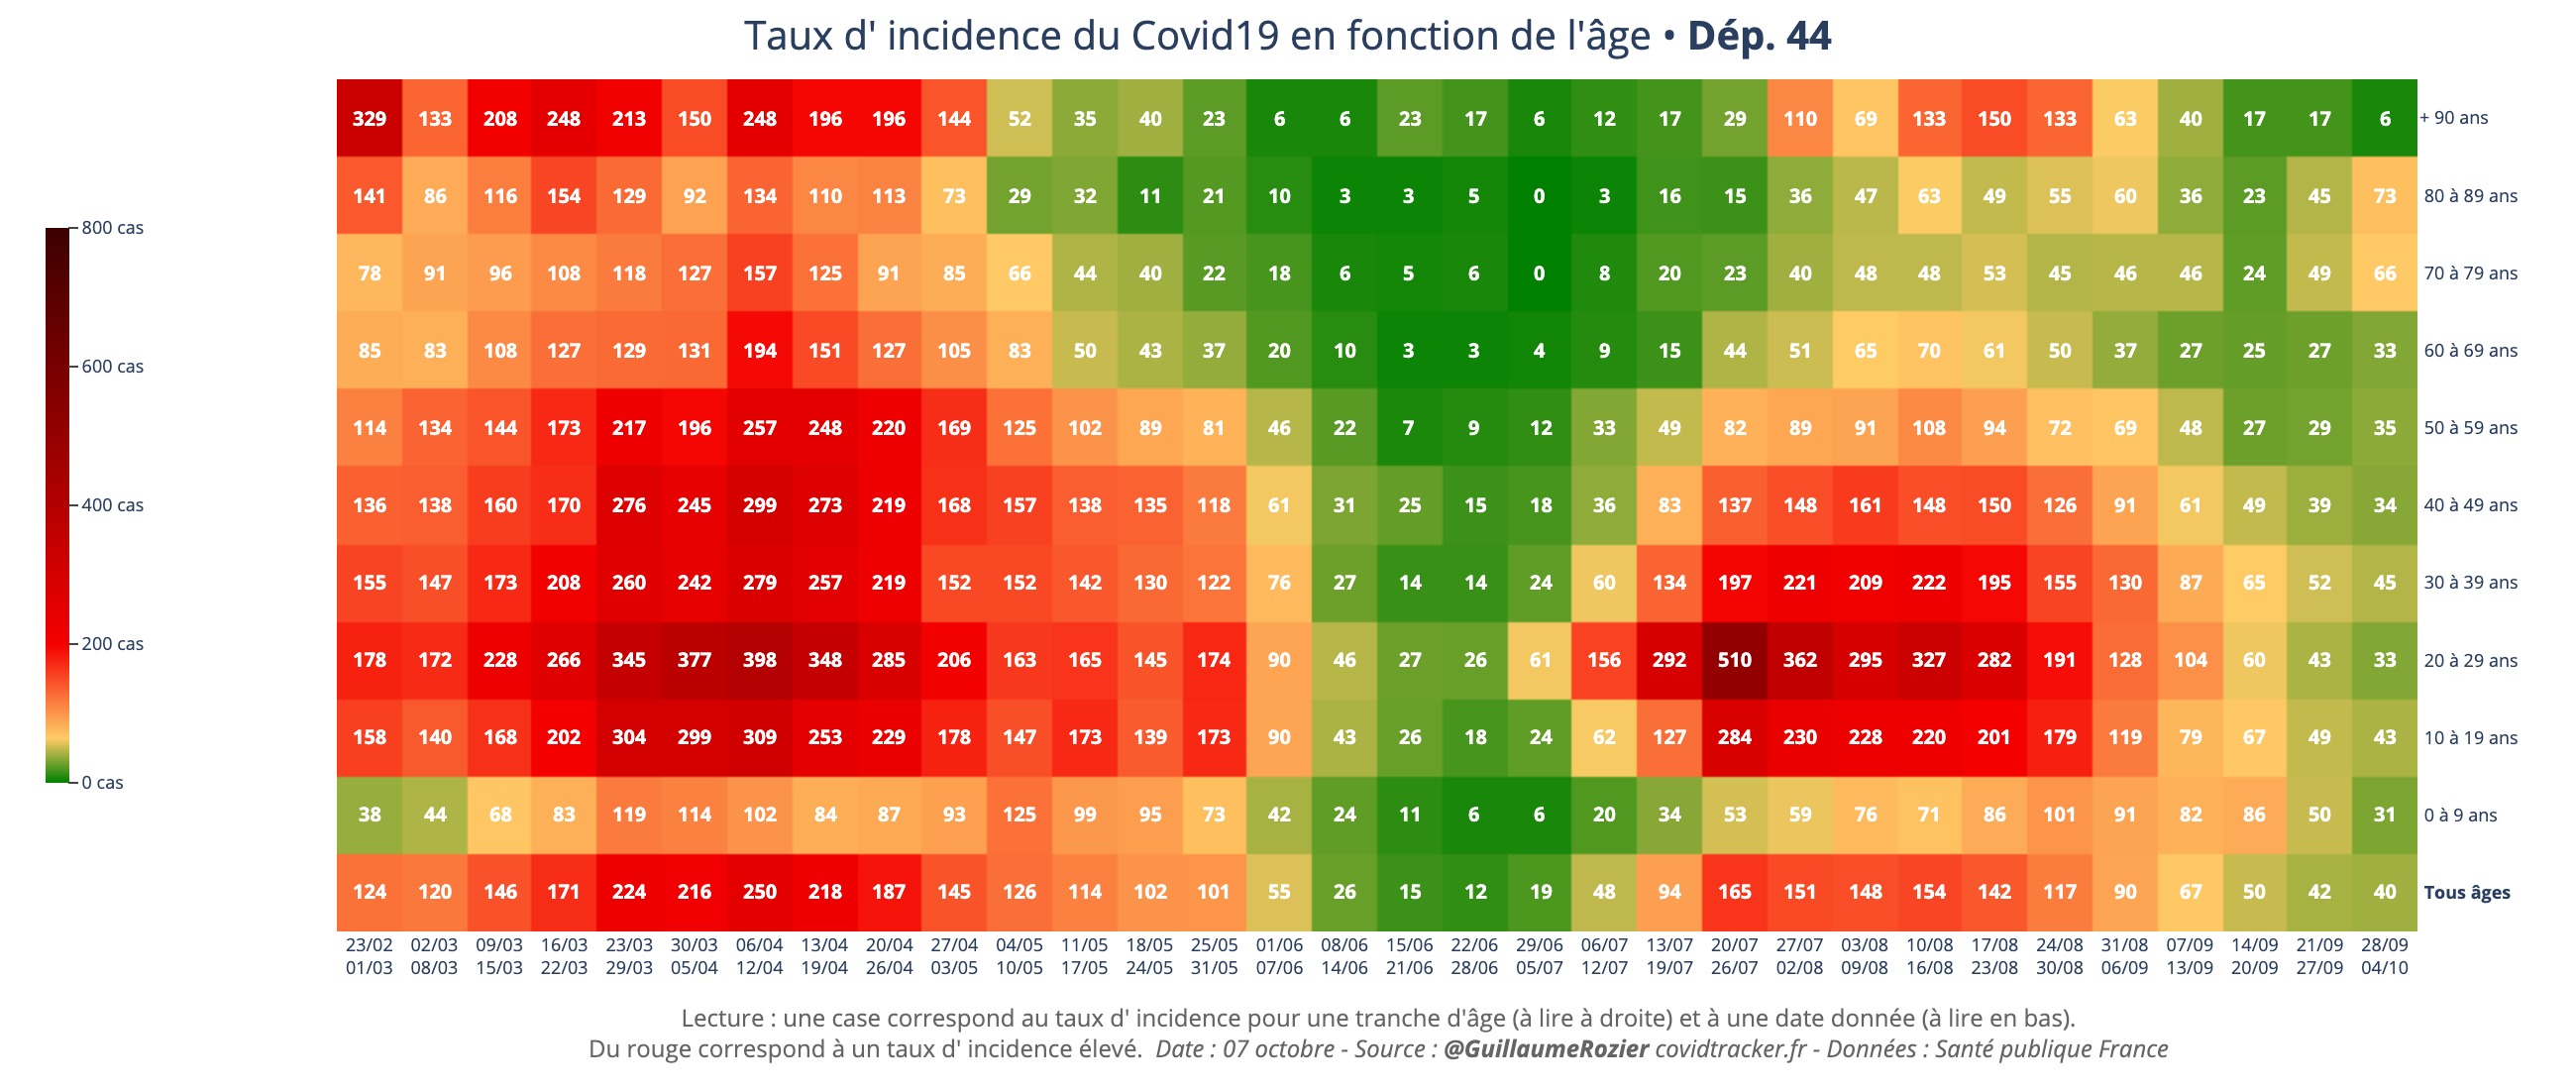 Taux d' incidence du Covid19 en fonction de l'âge • Dép. 44
800 cas
600 cas
400 cas
200 cas
0 cas
329 133 208 248 213 150 248 196 196 144 52 35 40 23 6 6 23 17 6 12 17 29 110 69 133 150 133 63 40 17 17 6 + 90 ans
141 86 116 154 129 92 134 110 113 73 29 32 11 21 10 3 3 5 0 3 16 15 36 47 63 49 55 60 36 23 45 73 80 à 89 ans
78 91 96 108 118 127 157 125 91 85 66 44 40 22 18 6 5 6 0 8 20 23 40 48 48 53 45 46 46 24 49 66 70 à 79 ans
85 83 108 127 129 131 194 151 127 105 83 50 43 37 20 10 3 3 4 9 15 44 51 65 70 61 50 37 27 25 27 33 60 à 69 ans
114 134 144 173 217 196 257 248 220 169 125 102 89 81 46 22 7 9 12 33 49 82 89 91 108 94 72 69 48 27 29 35 50 à 59 ans
136 138 160 170 276 245 299 273 219 168 157 138 135 118 61 31 25 15 18 36 83 137 148 161 148 150 126 91 61 49 39 34 40 à 49 ans
155 147 173 208 260 242 279 257 219 152 152 142 130 122 76 27 14 14 24 60 134 197 221 209 222 195 155 130 87 65 52 45 30 à 39 ans
178 172 228 266 345 377 398 348 285 206 163 165 145 174 90 46 27 26 61 156 292 510 362 295 327 282 191 128 104 60 43 33 20 à 29 ans
158 140 168 202 304 299 309 253 229 178 147 173 139 173 90 43 26 18 24 62 127 284 230 228 220 201 179 119 79 67 49 43 10 à 19 ans
38 44 68 83 119 114 102 84 87 93 125 99 95 73 42 24 11 6 6 20 34 53 59 76 71 86 101 91 82 86 50 31 0 à 9 ans
124 120 146 171 224 216 250 218 187 145 126 114 102 101 55 26 15 12 19 48 94 165 151 148 154 142 117 90 67 50 42 40 Tous âges
23/02 02/03 09/03 16/03 23/03 30/03 06/04 13/04 20/04 27/04 04/05 11/05 18/05 25/05 01/06 08/06 15/06 22/06 29/06 06/07 13/07 20/07 27/07 03/08 10/08 17/08 24/08 31/08 07/09 14/09 21/09 28/09
01/03 08/03 15/03 22/03 29/03 05/04 12/04 19/04 26/04 03/05 10/05 17/05 24/05 31/05 07/06 14/06 21/06 28/06 05/07 12/07 19/07 26/07 02/08 09/08 16/08 23/08 30/08 06/09 13/09 20/09 27/09 04/10
Lecture : une case correspond au taux d' incidence pour une tranche d'âge (à lire à droite) et à une date donnée (à lire en bas).
Du rouge correspond à un taux d' incidence élevé. Date : 07 octobre - Source : @GuillaumeRozier covidtracker.fr - Données : Santé publique France